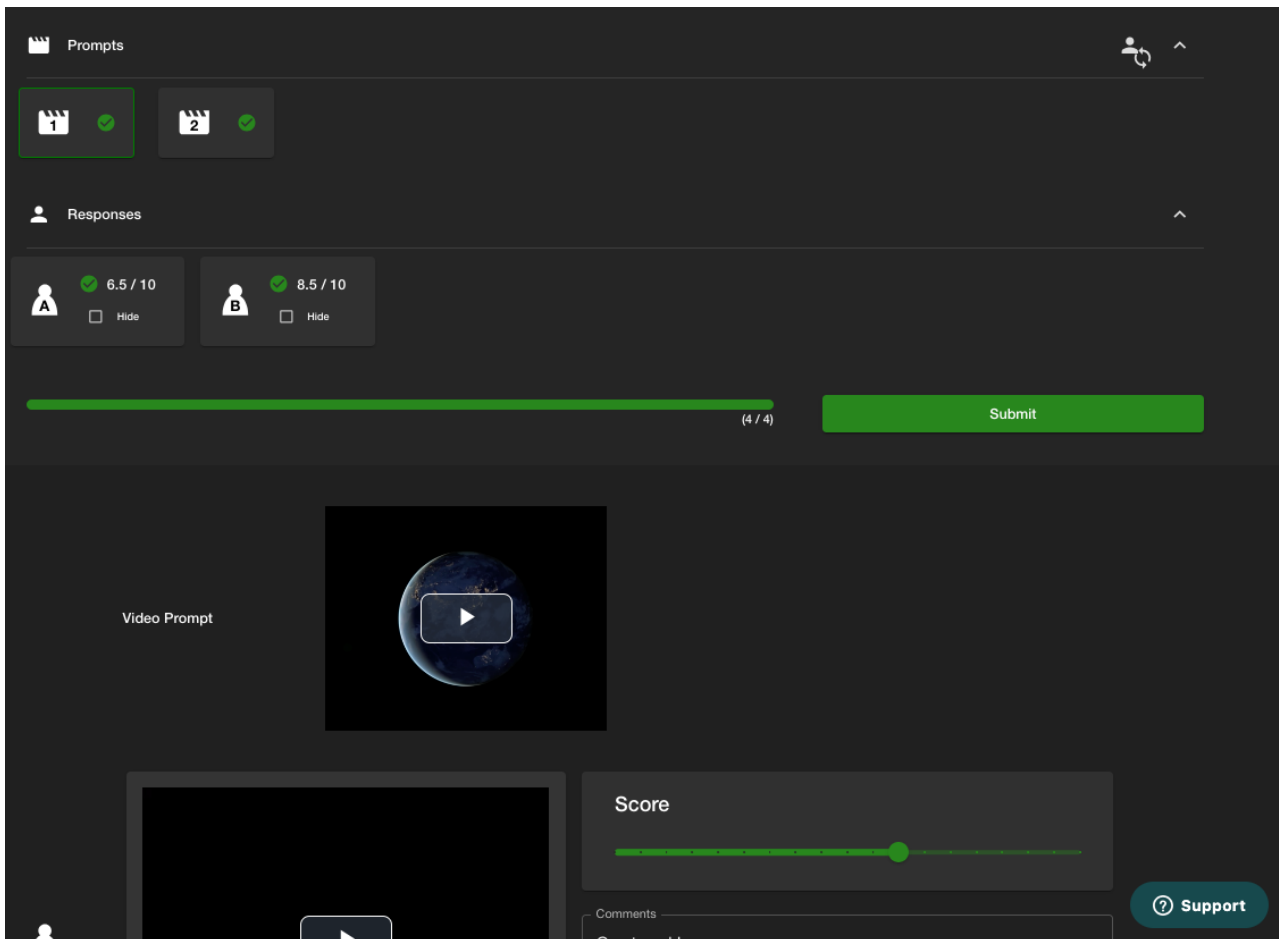 Prompts
1
2
Responses
A
6.5 / 10
Hide
B
8.5 / 10
Hide
(4 / 4)
Submit
Video Prompt
Score
Comments
Support